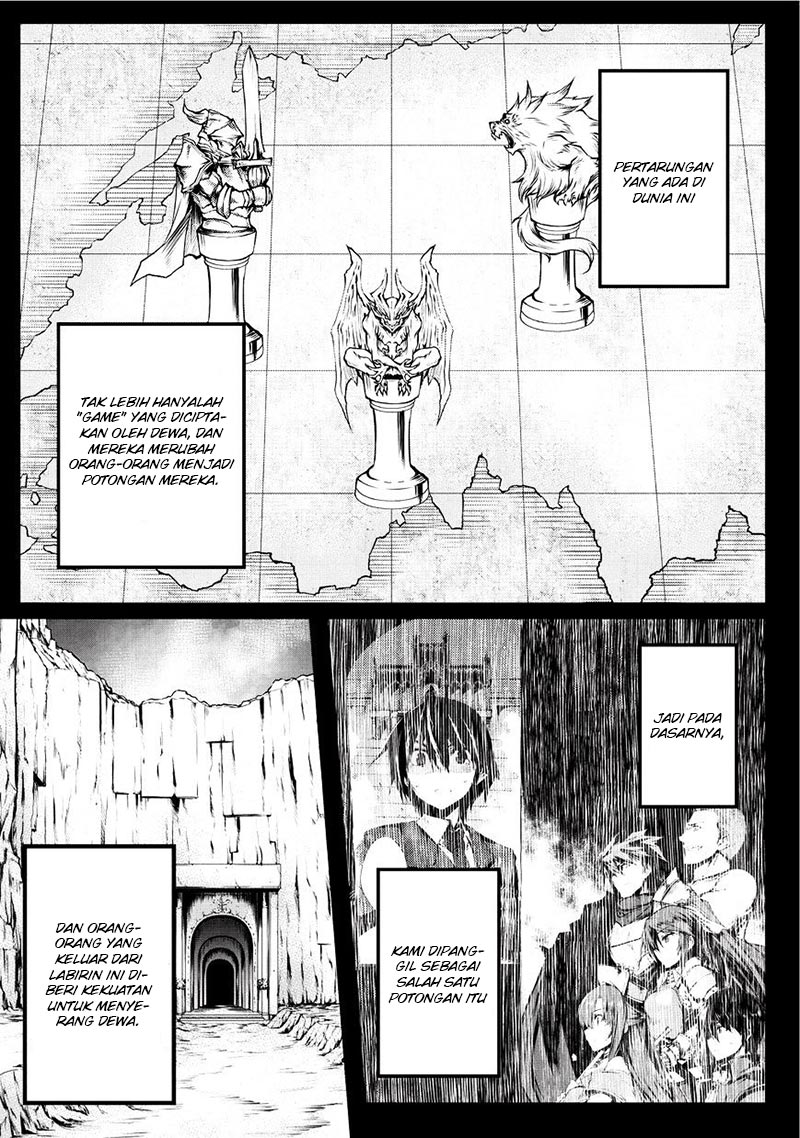 PERTARUNGAN
YANG ADA DI
DUNIA INI
TAK LEBIH HANYALAH
"GAME" YANG DICIPTA-
KAN OLEH DEWA, DAN
MEREKA MERUBAH
ORANG-ORANG MENJADI
POTONGAN MEREKA.
JADI PADA
DASARNYA,
KAMI DIPANG-
GIL SEBAGAI
SALAH SATU
POTONGAN ITU
DAN ORANG-
ORANG YANG
KELUAR DARI
LABIRIN INI DI-
BERI KEKUATAN
UNTUK MENYE-
RANG DEWA.